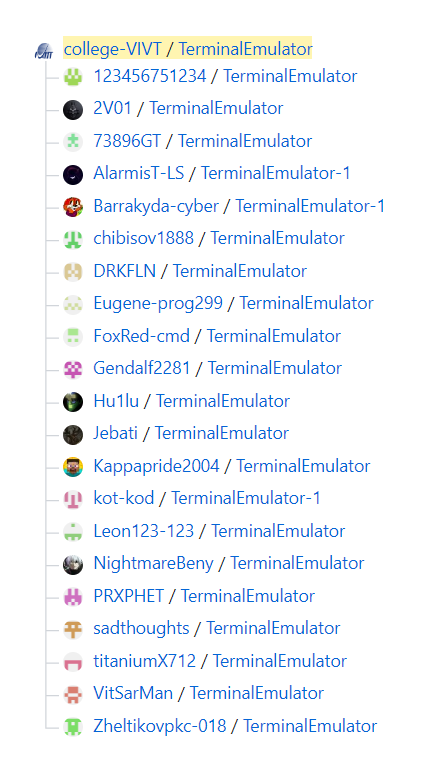 college-VIVT / TerminalEmulator
123456751234 / TerminalEmulator
2V01 / TerminalEmulator
73896GT / TerminalEmulator
AlarmisT-LS / TerminalEmulator-1
Barrakyda-cyber / TerminalEmulator-1
chibisov1888 / TerminalEmulator
DRKFLN / TerminalEmulator
Eugene-prog299 / TerminalEmulator
FoxRed-cmd / TerminalEmulator
Gendalf2281 / TerminalEmulator
Hu1lu / TerminalEmulator
Jebati / TerminalEmulator
Kappapride2004 / TerminalEmulator
kot-kod / TerminalEmulator-1
Leon123-123 / TerminalEmulator
NightmareBeny / TerminalEmulator
PRXPHET / TerminalEmulator
sadthoughts / TerminalEmulator
titaniumX712 / TerminalEmulator
VitSarMan / TerminalEmulator
Zheltikovpkc-018 / TerminalEmulator